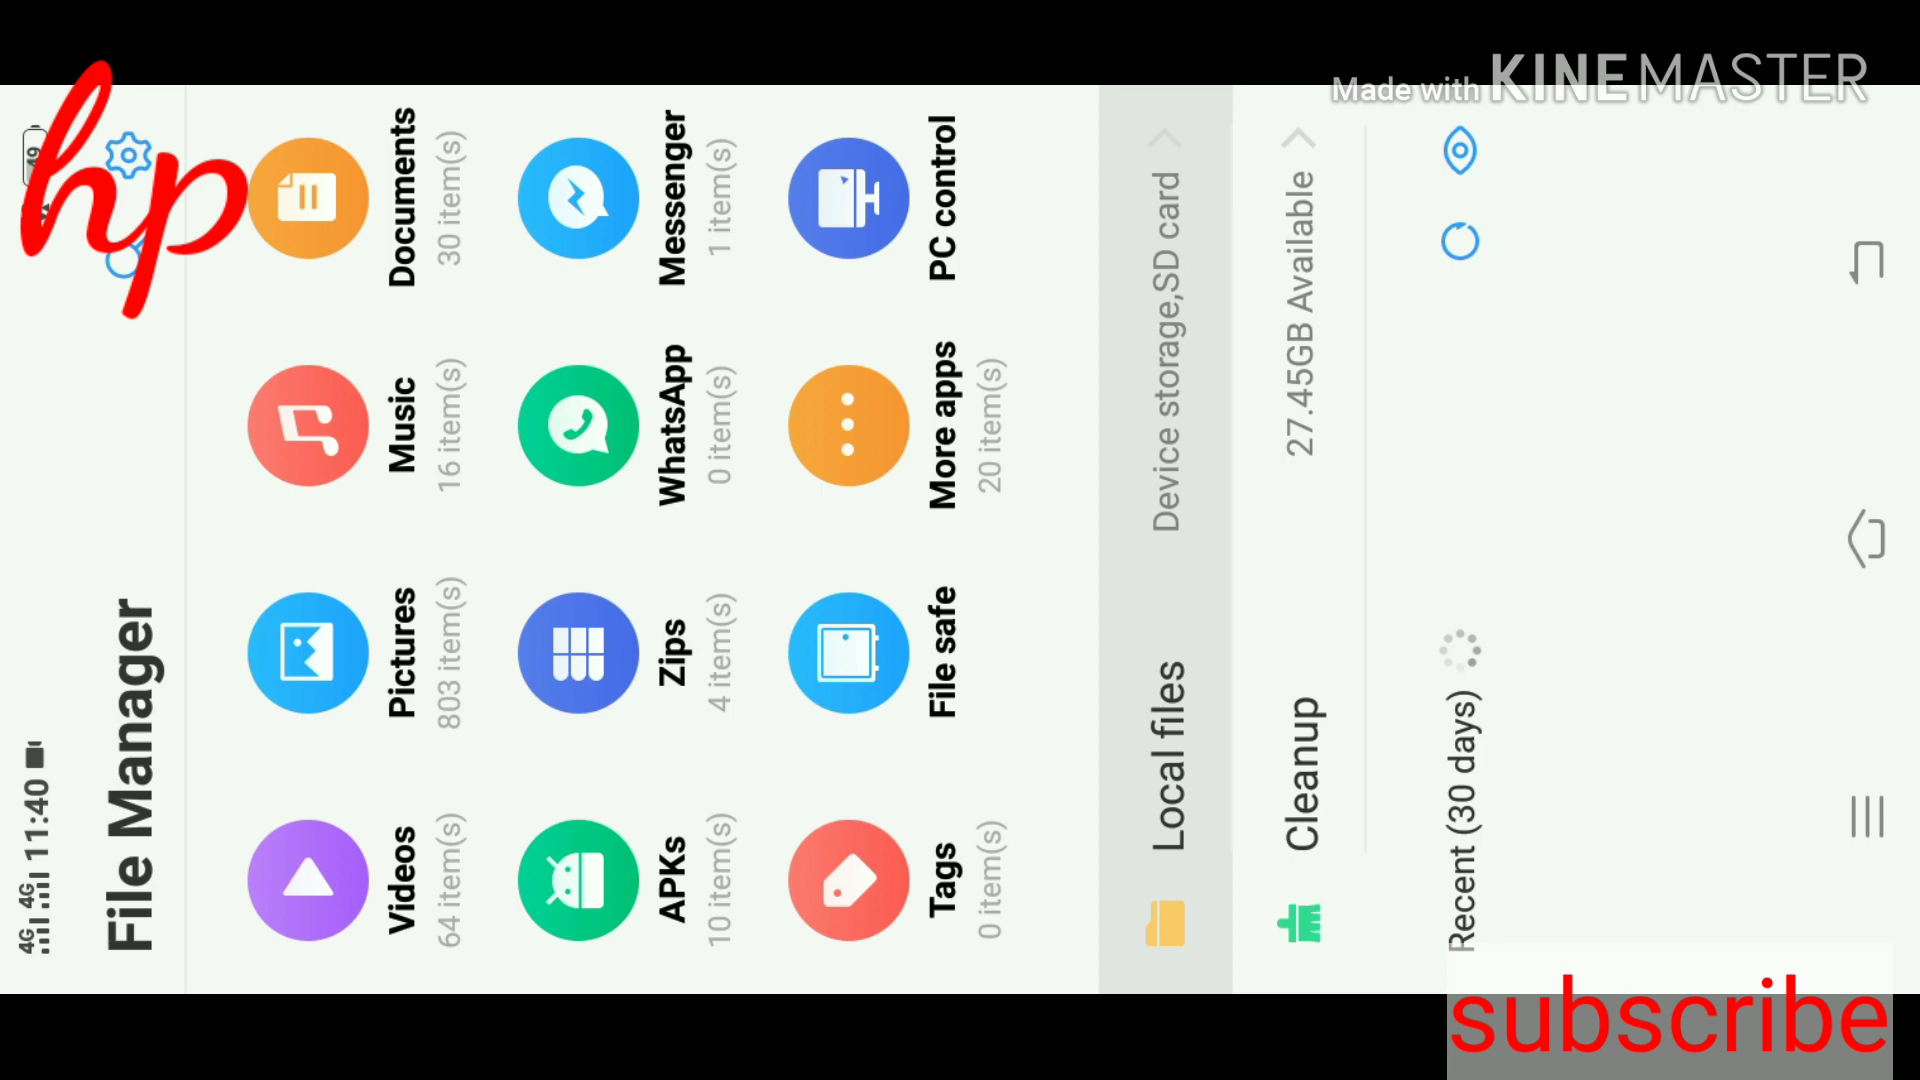 Made with KINEMASTER
hp
4G 4G 11:40
49
File Manager
Videos
64 item(s)
Pictures
803 item(s)
Music
16 item(s)
Documents
30 item(s)
APKs
10 item(s)
Zips
4 item(s)
WhatsApp
0 item(s)
Messenger
1 item(s)
Tags
0 item(s)
File safe
More apps
20 item(s)
PC control
Local files Device storage,SD card
Cleanup 27.45GB Available
Recent (30 days)
subscribe